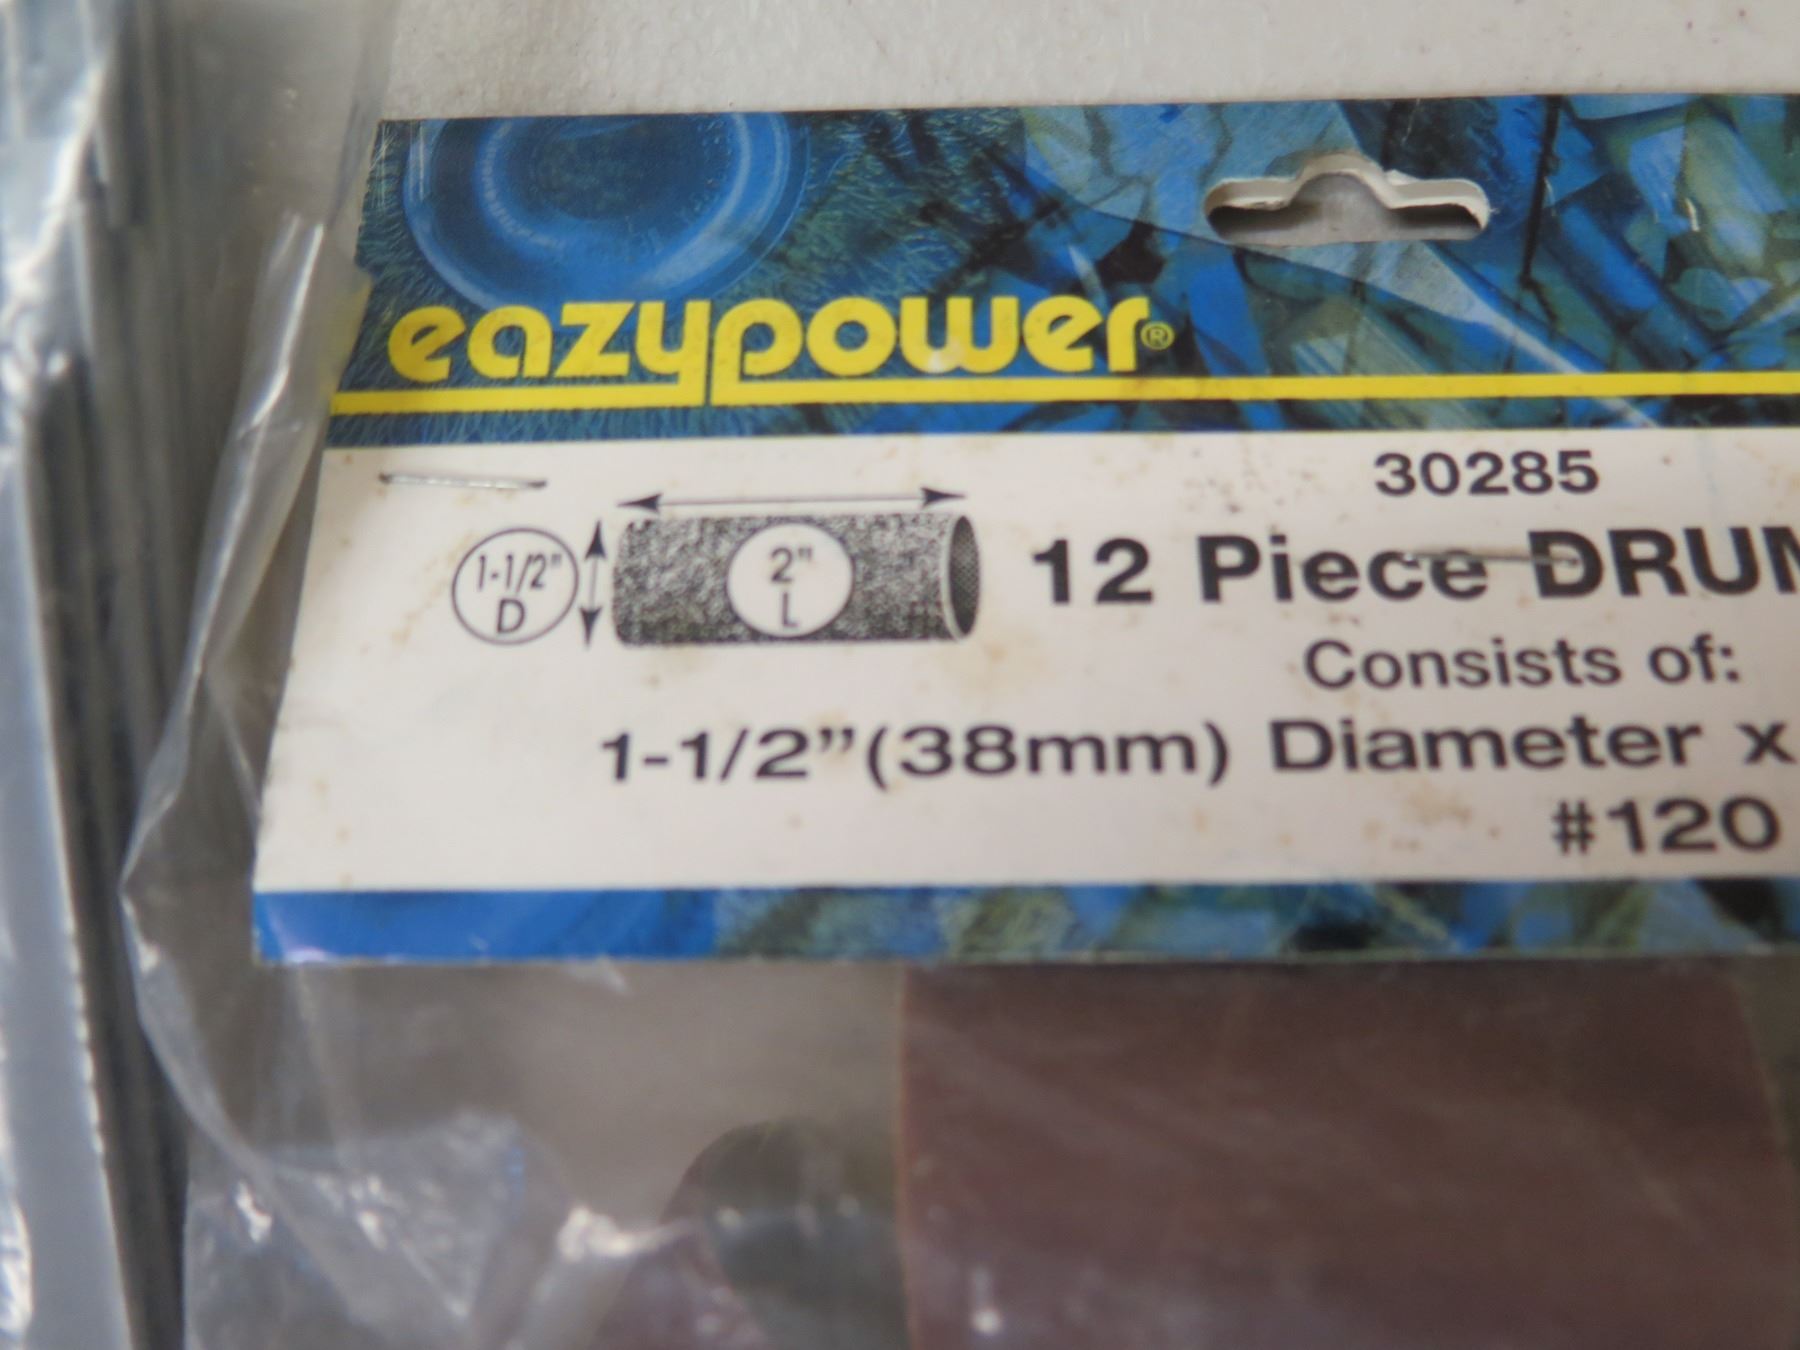 eazypower®
30285
1-1/2"
D
2"
L
12 Piece DRUM
Consists of:
1-1/2"(38mm) Diameter x
#120